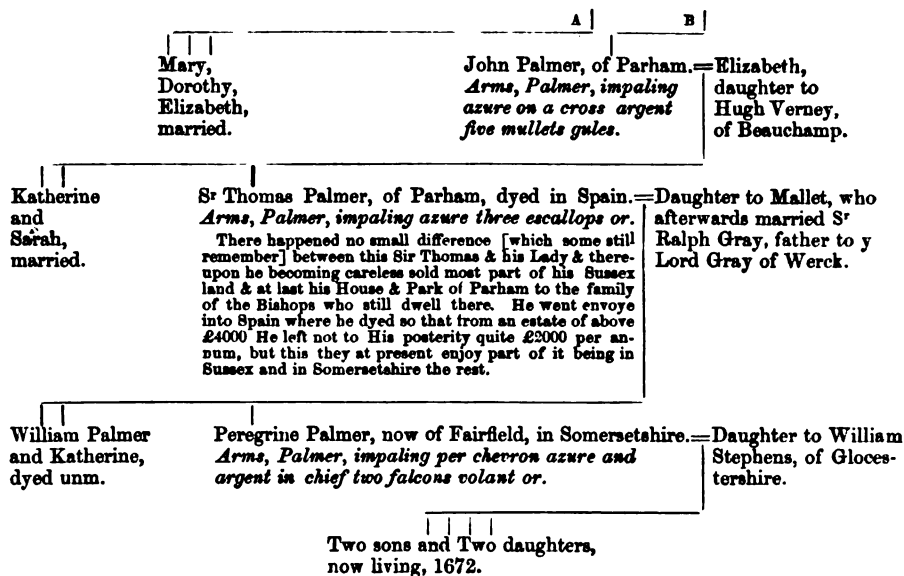 A B
Mary,
Dorothy,
Elizabeth,
married.
John Palmer, of Parham.=Elizabeth,
Arms, Palmer, impaling
azure on a cross argent
five mullets gules.
daughter to
Hugh Verney,
of Beauchamp.
Katherine
and
Sarah,
married.
Sr Thomas Palmer, of Parham, dyed in Spain.=Daughter to Mallet, who
Arms, Palmer, impaling azure three escallops or.
There happened no small difference [which some still
remember] between this Sir Thomas & his Lady & there-
upon he becoming careless sold most part of his Sussex
land & at last his House & Park of Parham to the family
of the Bishops who still dwell there. He went envoye
into Spain where he dyed so that from an estate of above
£4000 He left not to His posterity quite £2000 per an-
num, but this they at present enjoy part of it being in
Sussex and in Somersetshire the rest.
afterwards married Sr
Ralph Gray, father to y
Lord Gray of Werck.
William Palmer
and Katherine,
dyed unm.
Peregrine Palmer, now of Fairfield, in Somersetshire.=Daughter to William
Arms, Palmer, impaling per chevron azure and
argent in chief two falcons volant or.
Stephens, of Gloces-
tershire.
Two sons and Two daughters,
now living, 1672.